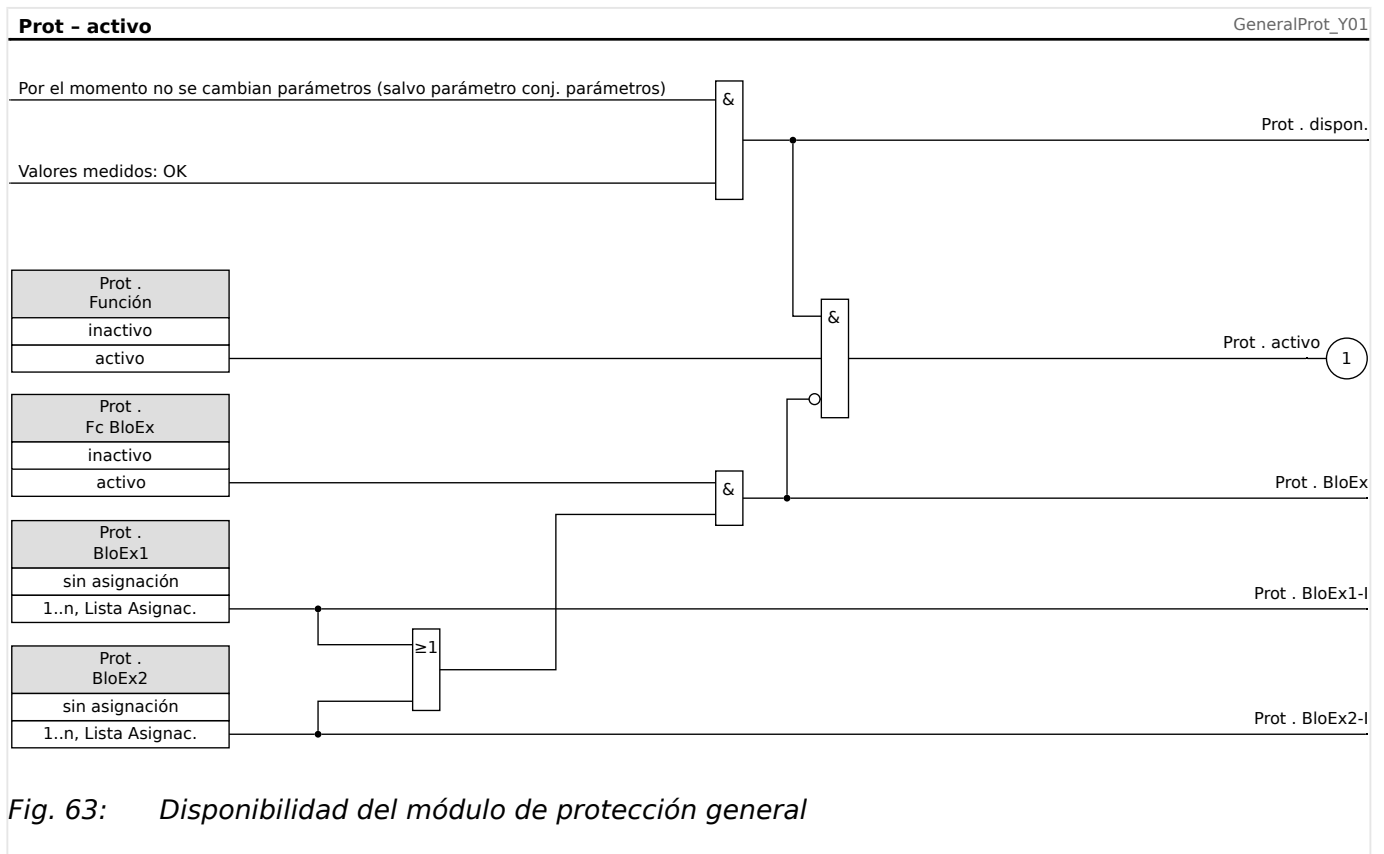 Prot – activo
GeneralProt_Y01
Por el momento no se cambian parámetros (salvo parámetro conj. parámetros)
&
Prot . dispon.
Valores medidos: OK
Prot .
Función
inactivo
activo
&
Prot . activo
1
Prot .
Fc BloEx
inactivo
activo
&
Prot . BloEx
Prot .
BloEx1
sin asignación
1..n, Lista Asignac.
Prot . BloEx1-I
≥1
Prot .
BloEx2
sin asignación
1..n, Lista Asignac.
Prot . BloEx2-I
Fig. 63: Disponibilidad del módulo de protección general